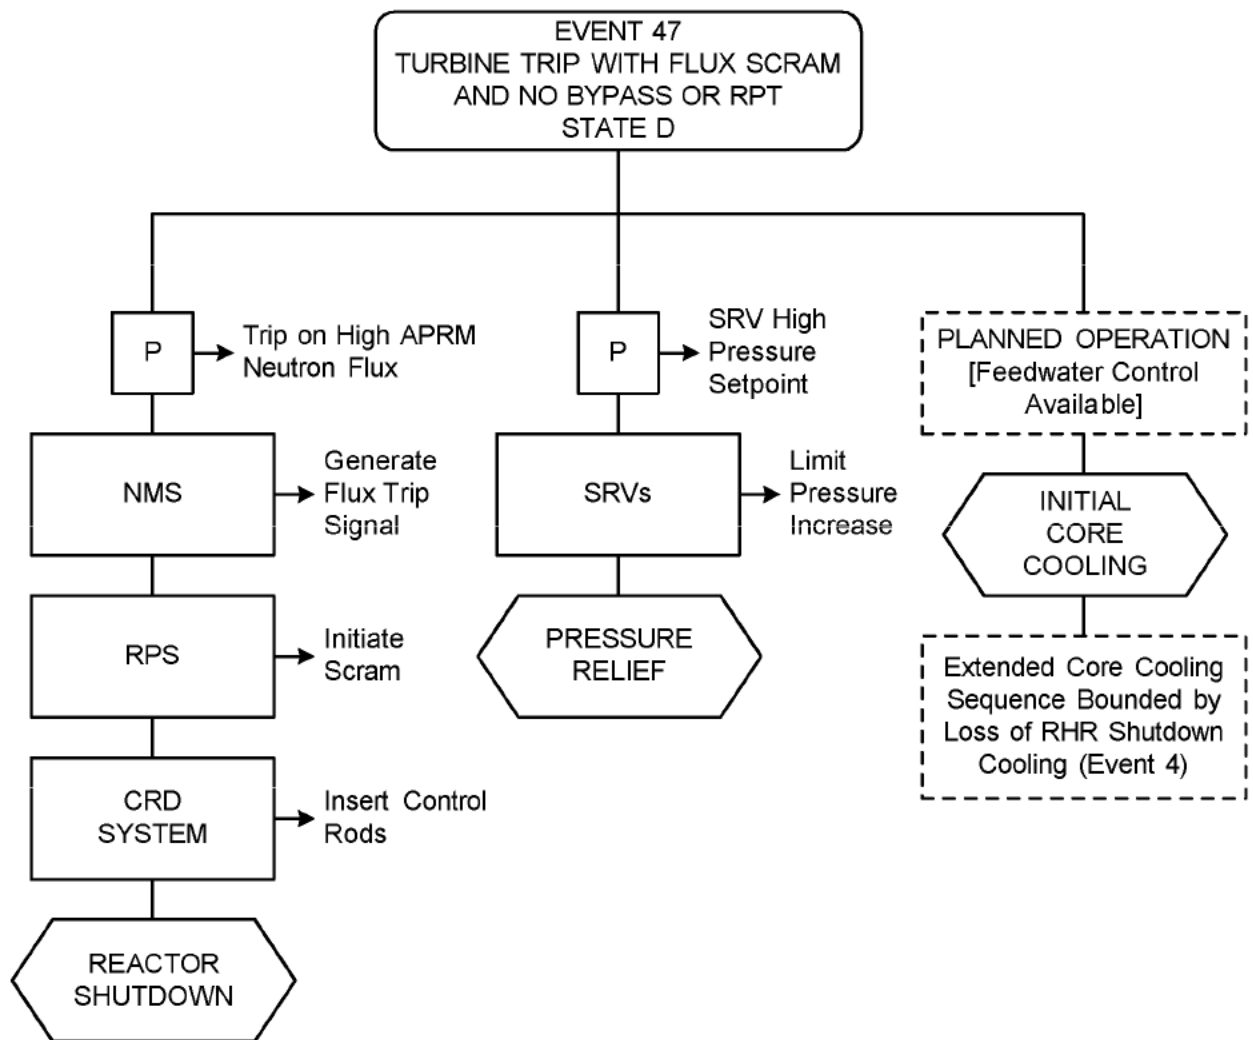 EVENT 47
TURBINE TRIP WITH FLUX SCRAM
AND NO BYPASS OR RPT
STATE D
P
Trip on High APRM
Neutron Flux
NMS
Generate
Flux Trip
Signal
RPS
Initiate
Scram
CRD
SYSTEM
Insert Control
Rods
REACTOR
SHUTDOWN
P
SRV High
Pressure
Setpoint
SRVs
Limit
Pressure
Increase
PRESSURE
RELIEF
PLANNED OPERATION
[Feedwater Control
Available]
INITIAL
CORE
COOLING
Extended Core Cooling
Sequence Bounded by
Loss of RHR Shutdown
Cooling (Event 4)